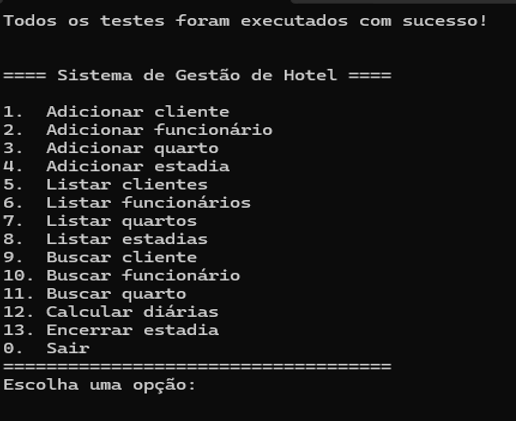 Todos os testes foram executados com sucesso!
==== Sistema de Gestão de Hotel ====
1.  Adicionar cliente
2.  Adicionar funcionário
3.  Adicionar quarto
4.  Adicionar estadia
5.  Listar clientes
6.  Listar funcionários
7.  Listar quartos
8.  Listar estadias
9.  Buscar cliente
10. Buscar funcionário
11. Buscar quarto
12. Calcular diárias
13. Encerrar estadia
0.  Sair
====================================
Escolha uma opção: